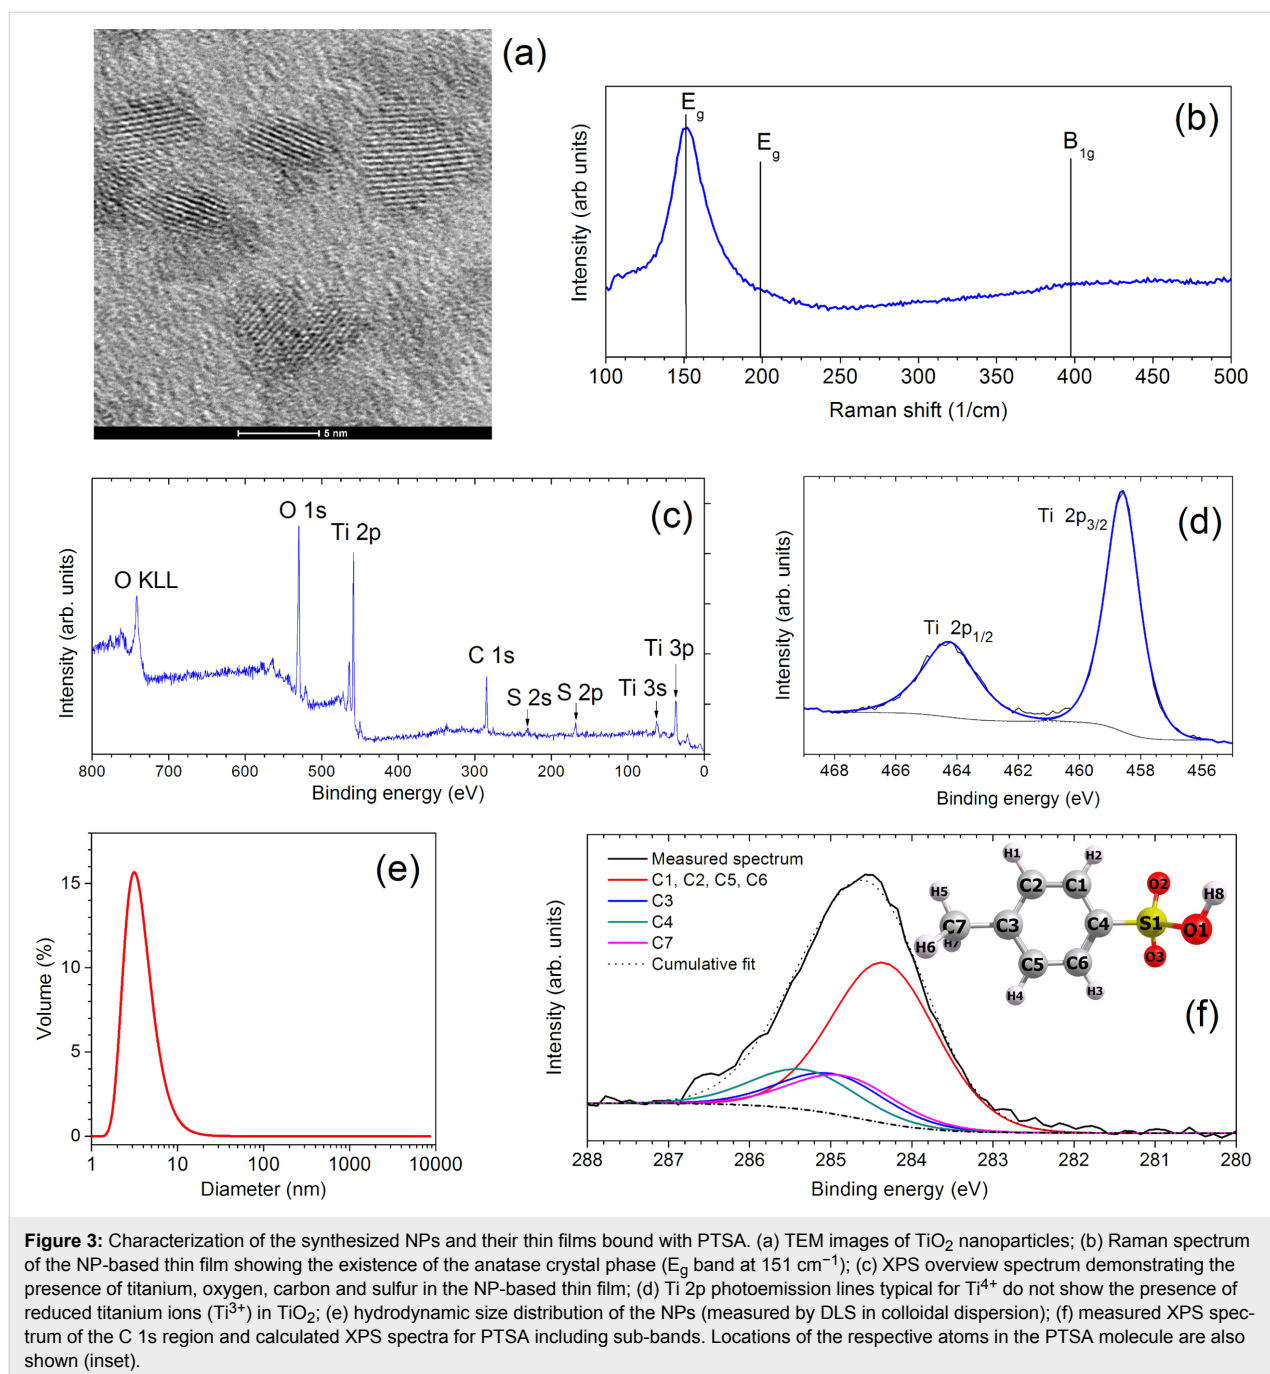 (a)
5 nm
(b)
E_g
E_g
B_1g
Intensity (arb units)
100 150 200 250 300 350 400 450 500
Raman shift (1/cm)
(c)
O KLL
O 1s
Ti 2p
C 1s
S 2s
S 2p
Ti 3s
Ti 3p
Intensity (arb. units)
800 700 600 500 400 300 200 100 0
Binding energy (eV)
(d)
Ti 2p_1/2
Ti 2p_3/2
Intensity (arb. units)
468 466 464 462 460 458 456
Binding energy (eV)
(e)
Volume (%)
15
10
5
0
1 10 100 1000 10000
Diameter (nm)
(f)
Measured spectrum
C1, C2, C5, C6
C3
C4
C7
Cumulative fit
H1 H2
C2 C1 O2 H8
H5
C7 C3 C4 S1 O1
H6 H7
C5 C6 O3
H4 H3
Intensity (arb. units)
288 287 286 285 284 283 282 281 280
Binding energy (eV)
Figure 3: Characterization of the synthesized NPs and their thin films bound with PTSA. (a) TEM images of TiO₂ nanoparticles; (b) Raman spectrum
of the NP-based thin film showing the existence of the anatase crystal phase (E_g band at 151 cm⁻¹); (c) XPS overview spectrum demonstrating the
presence of titanium, oxygen, carbon and sulfur in the NP-based thin film; (d) Ti 2p photoemission lines typical for Ti⁴⁺ do not show the presence of
reduced titanium ions (Ti³⁺) in TiO₂; (e) hydrodynamic size distribution of the NPs (measured by DLS in colloidal dispersion); (f) measured XPS spec-
trum of the C 1s region and calculated XPS spectra for PTSA including sub-bands. Locations of the respective atoms in the PTSA molecule are also
shown (inset).